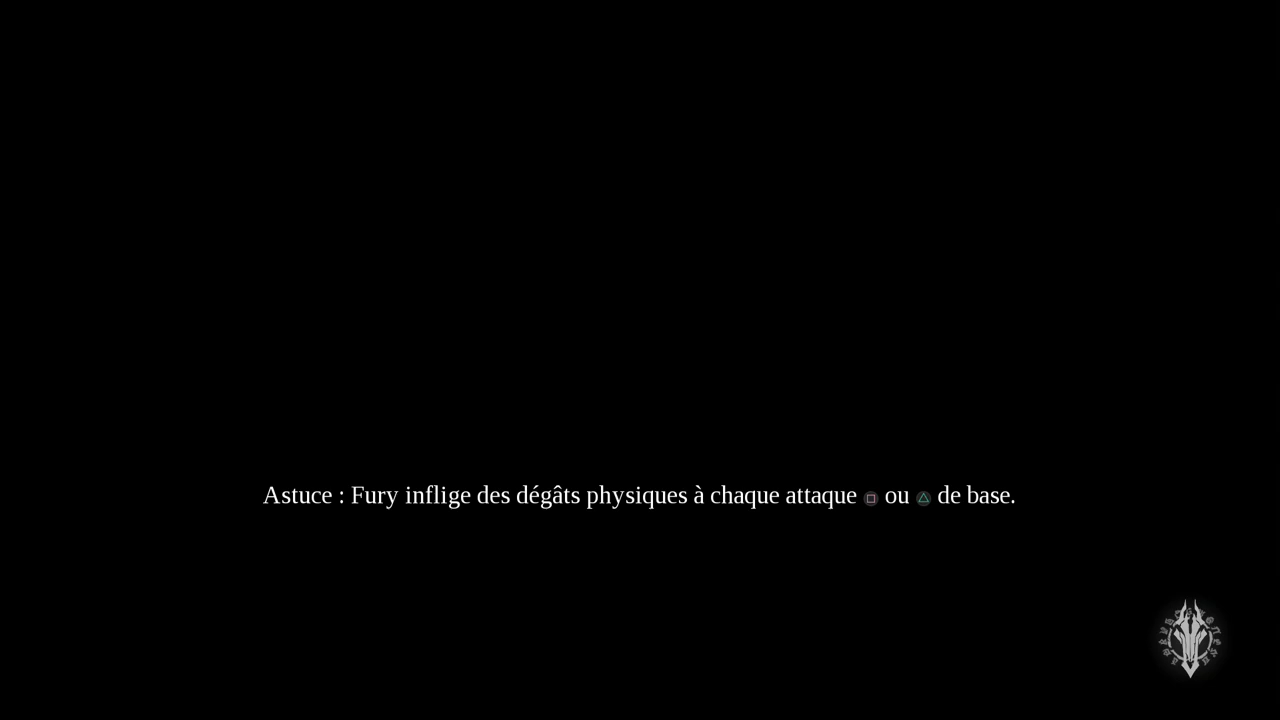 Astuce : Fury inflige des dégâts physiques à chaque attaque □ ou △ de base.